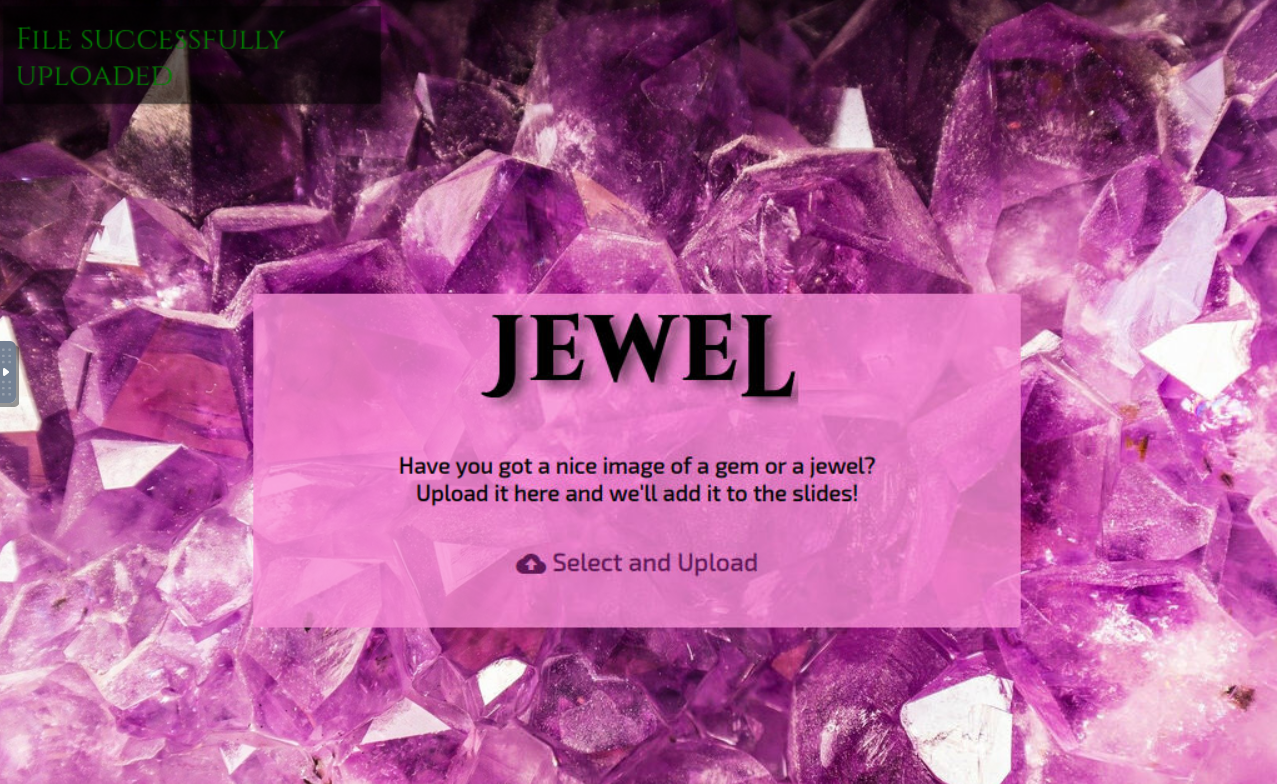 File successfully
uploaded
JEWEL
Have you got a nice image of a gem or a jewel?
Upload it here and we'll add it to the slides!
Select and Upload